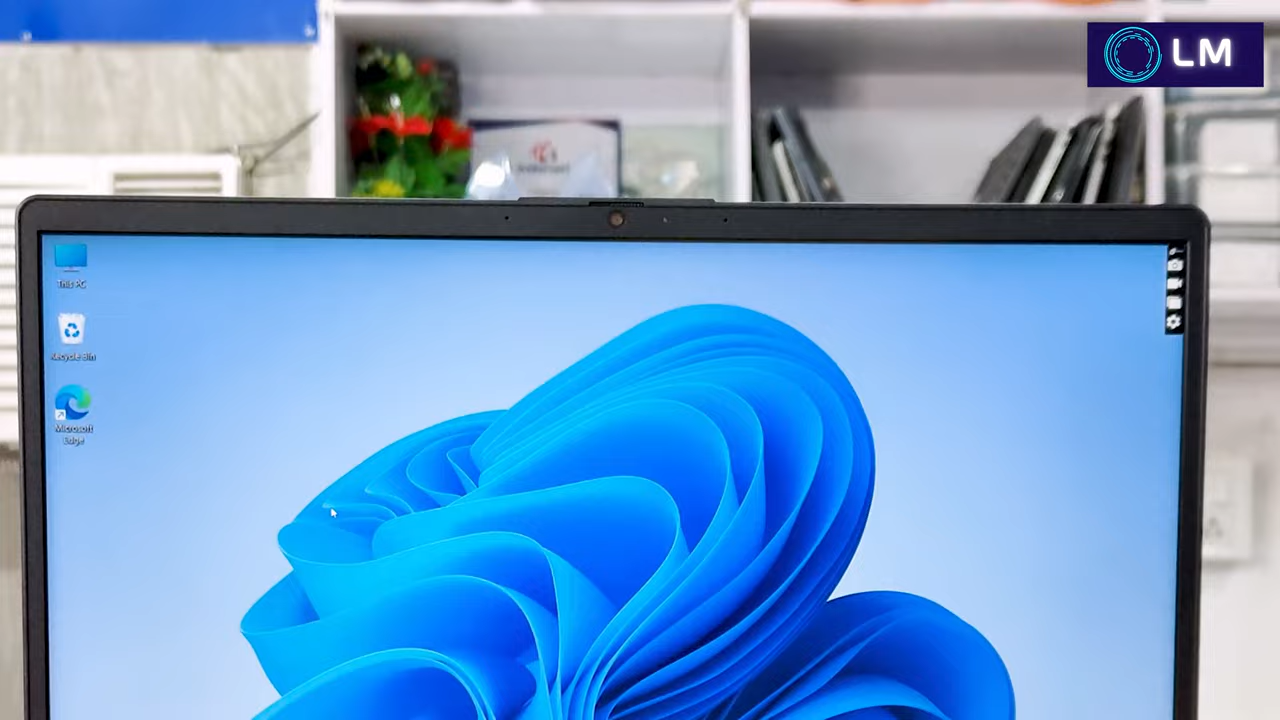 LM
This PC
Recycle Bin
Microsoft
Edge